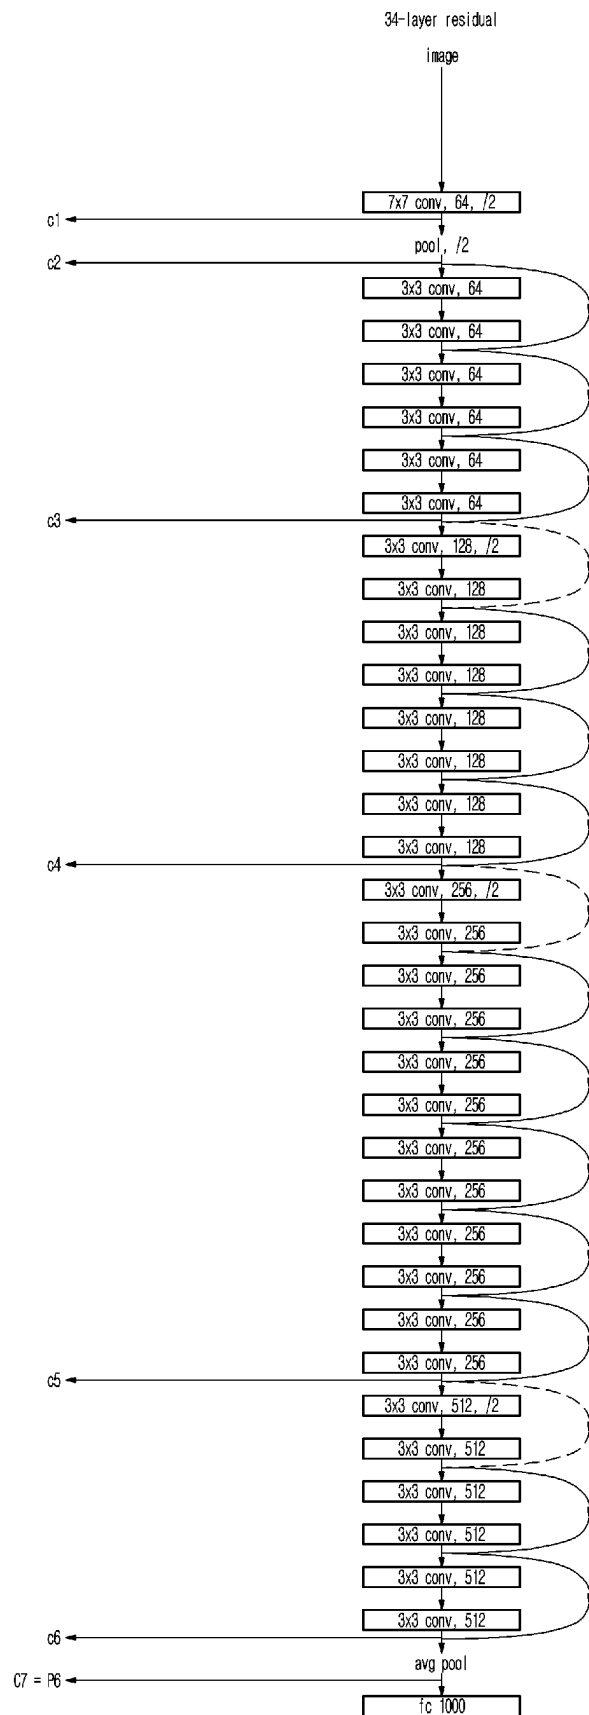 34-layer residual
image
7x7 conv, 64, /2
c1
pool, /2
c2
3x3 conv, 64
3x3 conv, 64
3x3 conv, 64
3x3 conv, 64
3x3 conv, 64
3x3 conv, 64
c3
3x3 conv, 128, /2
3x3 conv, 128
3x3 conv, 128
3x3 conv, 128
3x3 conv, 128
3x3 conv, 128
3x3 conv, 128
3x3 conv, 128
c4
3x3 conv, 256, /2
3x3 conv, 256
3x3 conv, 256
3x3 conv, 256
3x3 conv, 256
3x3 conv, 256
3x3 conv, 256
3x3 conv, 256
3x3 conv, 256
3x3 conv, 256
3x3 conv, 256
3x3 conv, 256
c5
3x3 conv, 512, /2
3x3 conv, 512
3x3 conv, 512
3x3 conv, 512
3x3 conv, 512
3x3 conv, 512
c6
avg pool
C7 = P6
fc 1000